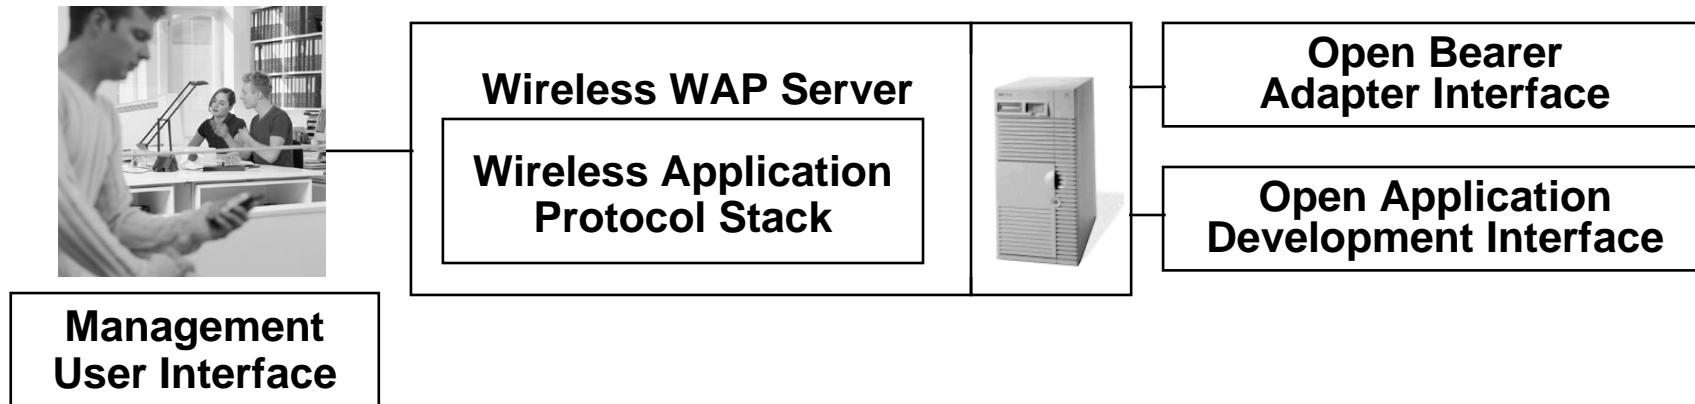 Wireless WAP Server
Wireless Application
Protocol Stack
Open Bearer
Adapter Interface
Open Application
Development Interface
Management
User Interface